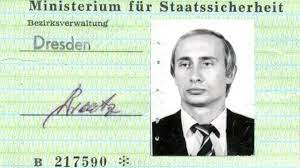 Ministerium für Staatssicherheit
Bezirksverwaltung
Dresden
B 217590 ✻